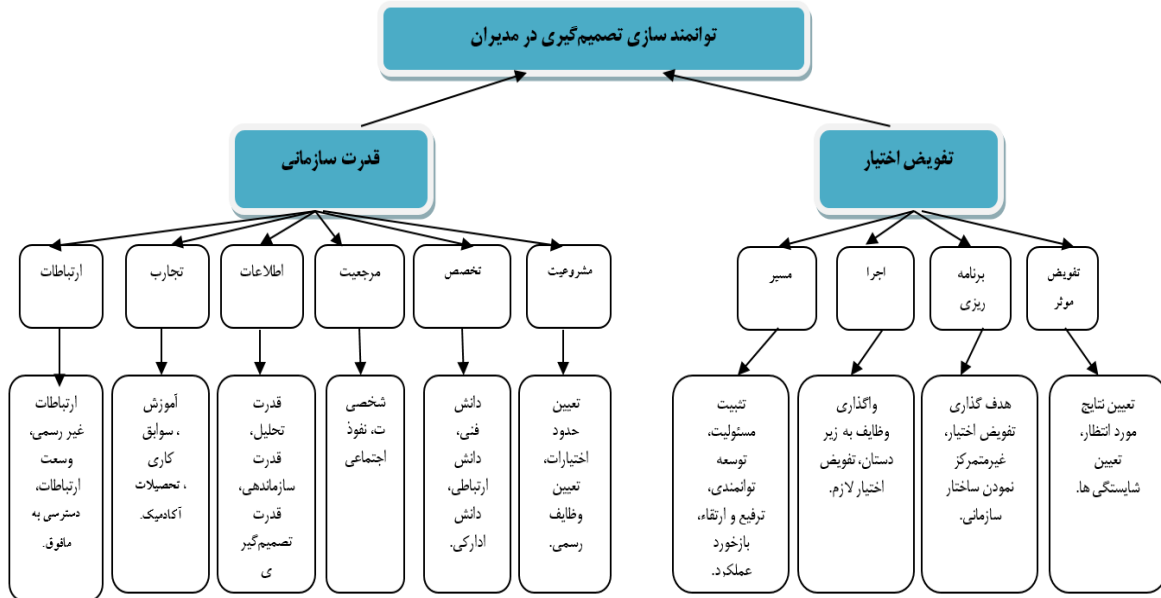 توانمند سازی تصمیم‌گیری در مدیران
تفویض اختیار
قدرت سازمانی
تفویض
موثر
برنامه
ریزی
اجرا
مسیر
مشروعیت
تخصص
مرجعیت
اطلاعات
تجارب
ارتباطات
تعیین نتایج
مورد انتظار،
تعیین
شایستگی ها.
هدف گذاری
تفویض اختیار،
غیرمتمرکز
نمودن ساختار
سازمانی.
واگذاری
وظایف به زیر
دستان، تفویض
اختیار لازم.
تثبیت
مسئولیت،
توسعه
توانمندی،
ترفیع و ارتقاء،
بازخورد
عملکرد.
تعیین
حدود
اختیارات،
تعیین
وظایف
رسمی.
دانش
فنی،
دانش
ارتباطی،
دانش
ادارکی.
شخصی
ت، نفوذ
اجتماعی
قدرت
تحلیل،
قدرت
سازماندهی،
قدرت
تصمیم‌گیر
ی
آموزش
، سوابق
کاری
، تحصیلات
آکادمیک.
ارتباطات
غیر رسمی،
وسعت
ارتباطات،
دسترسی به
مافوق.